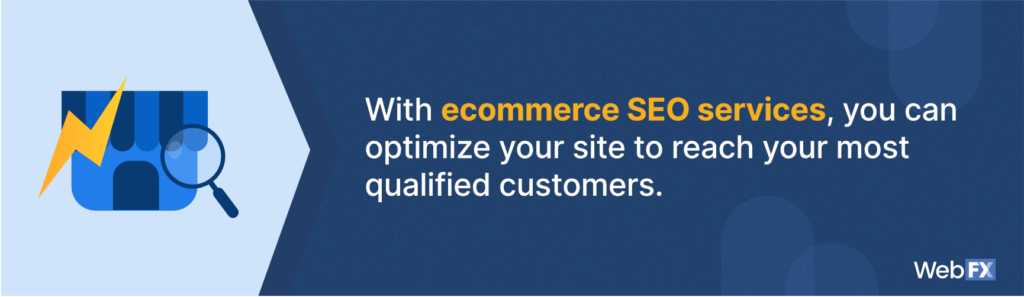 With ecommerce SEO services, you can
optimize your site to reach your most
qualified customers.
WebFX